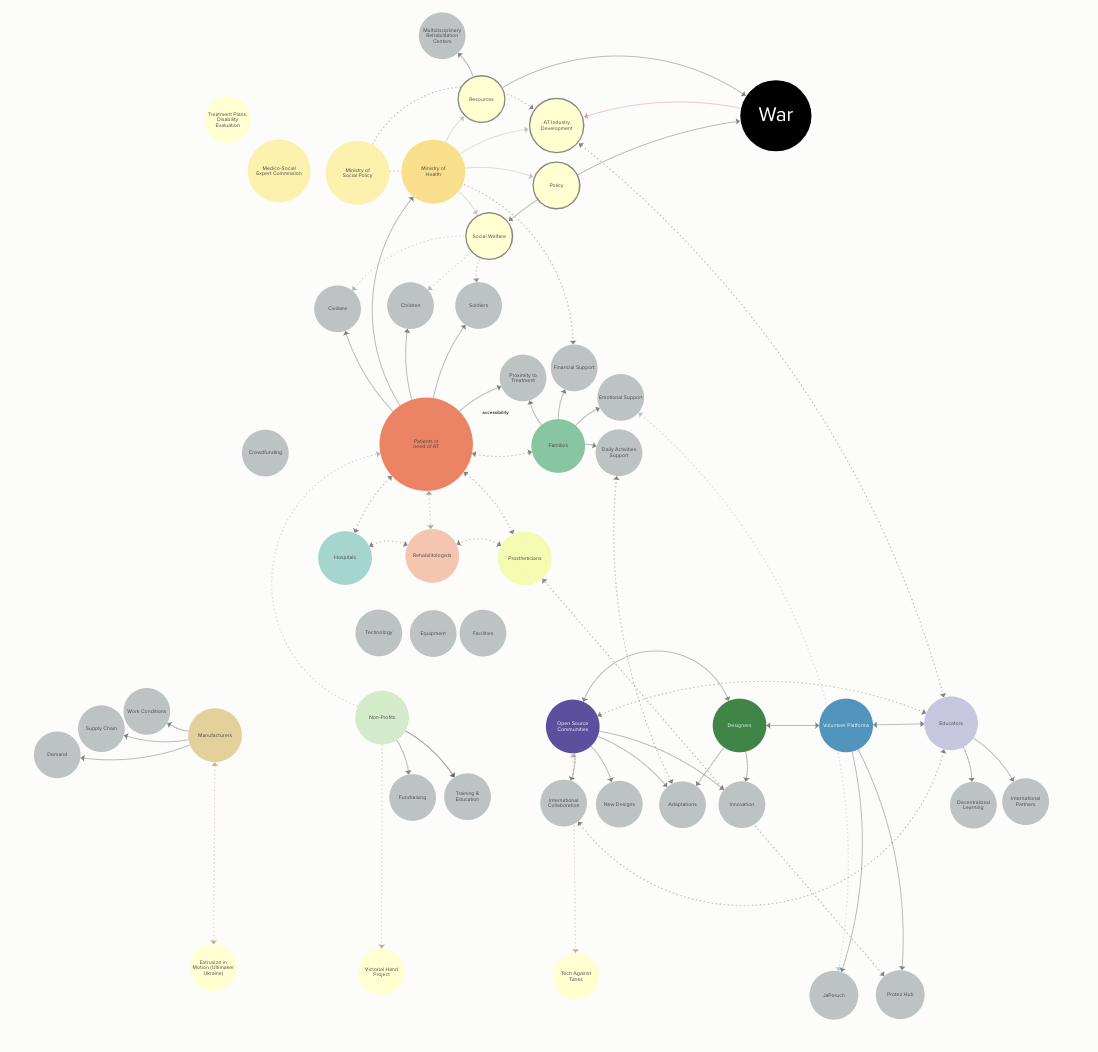 Multidisciplinary
Rehabilitation
Centers
Resources
War
Treatment Plans,
Disability
Evaluation
AT Industry
Development
Medico-Social
Expert Commission
Ministry of
Social Policy
Ministry of
Health
Policy
Social Welfare
Civilians
Children
Soldiers
Proximity to
Treatment
Financial Support
Emotional Support
accessibility
Patients in
need of AT
Families
Daily Activities
Support
Crowdfunding
Hospitals
Rehabilitologists
Prostheticians
Technology
Equipment
Facilities
Work Conditions
Supply Chain
Manufacturers
Demand
Non-Profits
Open Source
Communities
Designers
Volunteer Platforms
Educators
Fundraising
Training &
Education
International
Collaboration
New Designs
Adaptations
Innovation
Decentralized
Learning
International
Partners
Extrusion in
Motion (Ultimaker
Ukraine)
Victorial Hand
Project
Tech Against
Tanks
JaPosuch
Protez Hub